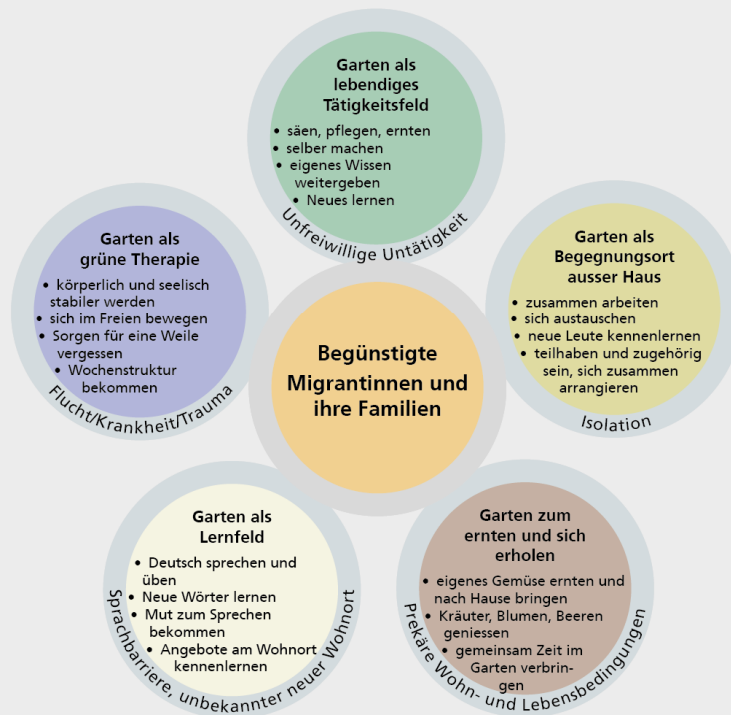 Garten als
lebendiges
Tätigkeitsfeld
• säen, pflegen, ernten
• selber machen
• eigenes Wissen
weitergeben
• Neues lernen
Unfreiwillige Untätigkeit
Garten als
grüne Therapie
• körperlich und seelisch
stabiler werden
• sich im Freien bewegen
• Sorgen für eine Weile
vergessen
• Wochenstruktur
bekommen
Flucht/Krankheit/Trauma
Garten als
Begegnungsort
ausser Haus
• zusammen arbeiten
• sich austauschen
• neue Leute kennenlernen
• teilhaben und zugehörig
sein, sich zusammen
arrangieren
Isolation
Begünstigte
Migrantinnen und
ihre Familien
Garten als
Lernfeld
• Deutsch sprechen und
üben
• Neue Wörter lernen
• Mut zum Sprechen
bekommen
• Angebote am Wohnort
kennenlernen
Sprachbarriere, unbekannter neuer Wohnort
Garten zum
ernten und sich
erholen
• eigenes Gemüse ernten und
nach Hause bringen
• Kräuter, Blumen, Beeren
geniessen
• gemeinsam Zeit im
Garten verbrin-
gen
Prekäre Wohn- und Lebensbedingungen